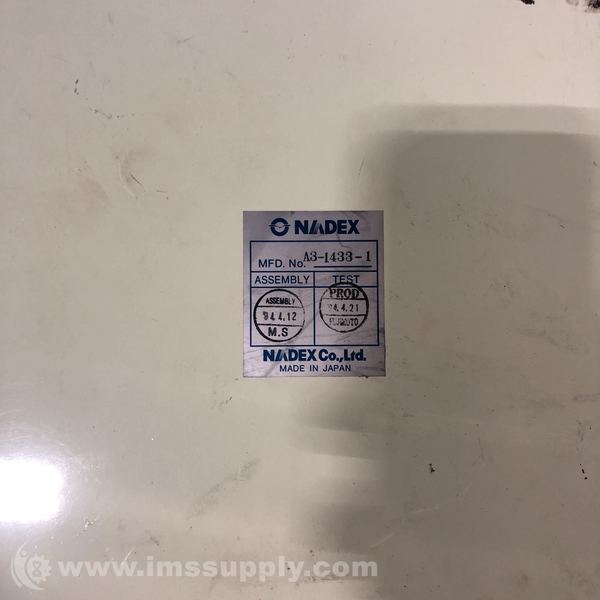 NADEX
MFD. No. A3-1433-1
ASSEMBLY TEST
ASSEMBLY
94.4.12
M.S
PROD
94.4.21
FUJIMOTO
NADEX Co.,Ltd.
MADE IN JAPAN
www.imssupply.com